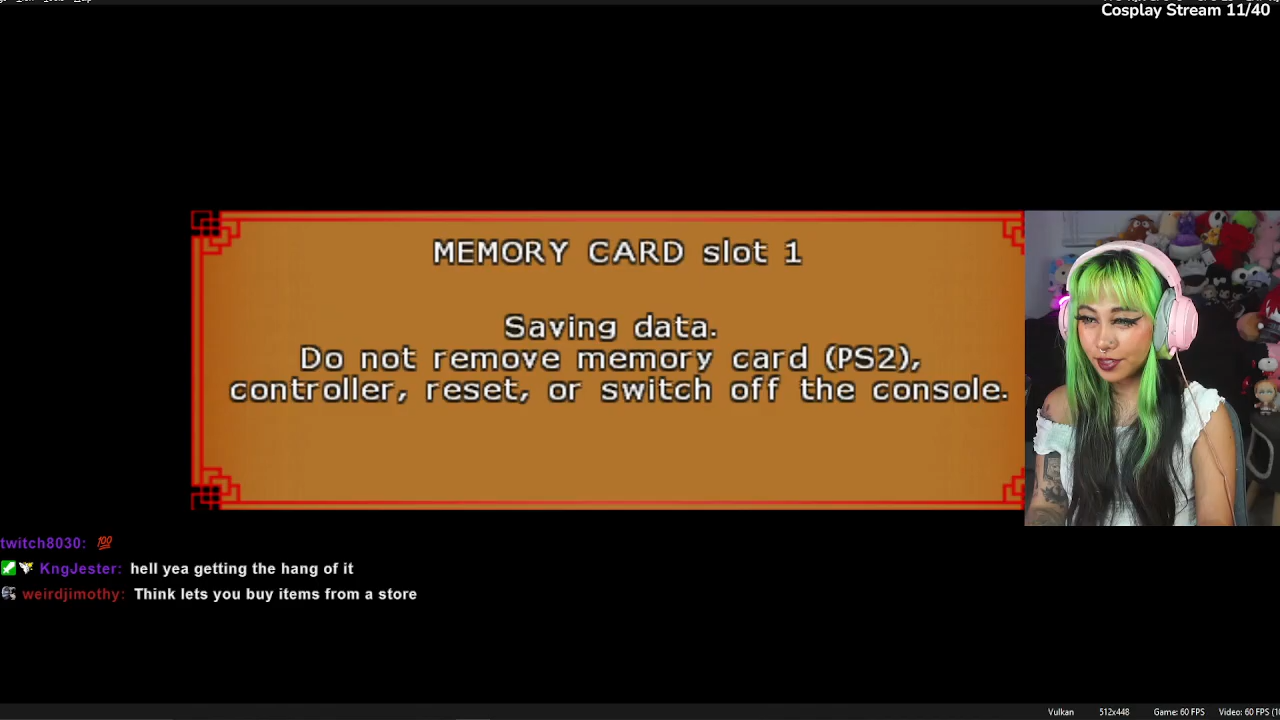 Cosplay Stream 11/40
MEMORY CARD slot 1
Saving data.
Do not remove memory card (PS2),
controller, reset, or switch off the console.
twitch8030: 💯
KngJester: hell yea getting the hang of it
weirdjimothy: Think lets you buy items from a store
Vulkan 512x448 Game: 60 FPS Video: 60 FPS